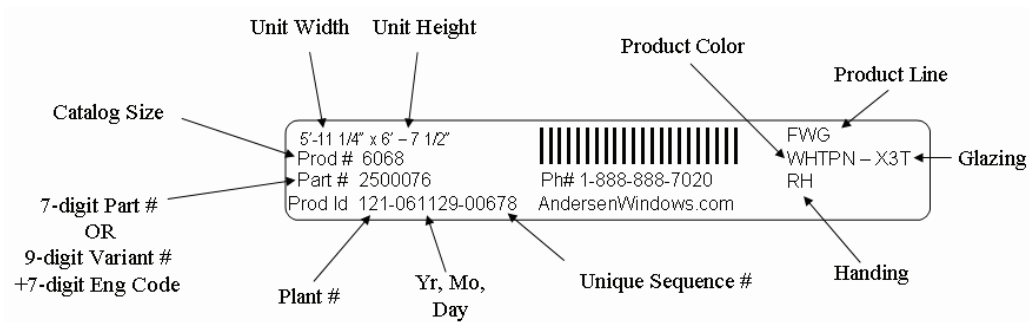 Unit Width
Unit Height
Product Color
Product Line
Catalog Size
5'-11 1/4" x 6' –7 1/2"
Prod # 6068
Part # 2500076
Prod Id 121-061129-00678
Ph# 1-888-888-7020
AndersenWindows.com
FWG
WHTPN – X3T
RH
Glazing
7-digit Part #
OR
9-digit Variant #
+7-digit Eng Code
Plant #
Yr, Mo,
Day
Unique Sequence #
Handing